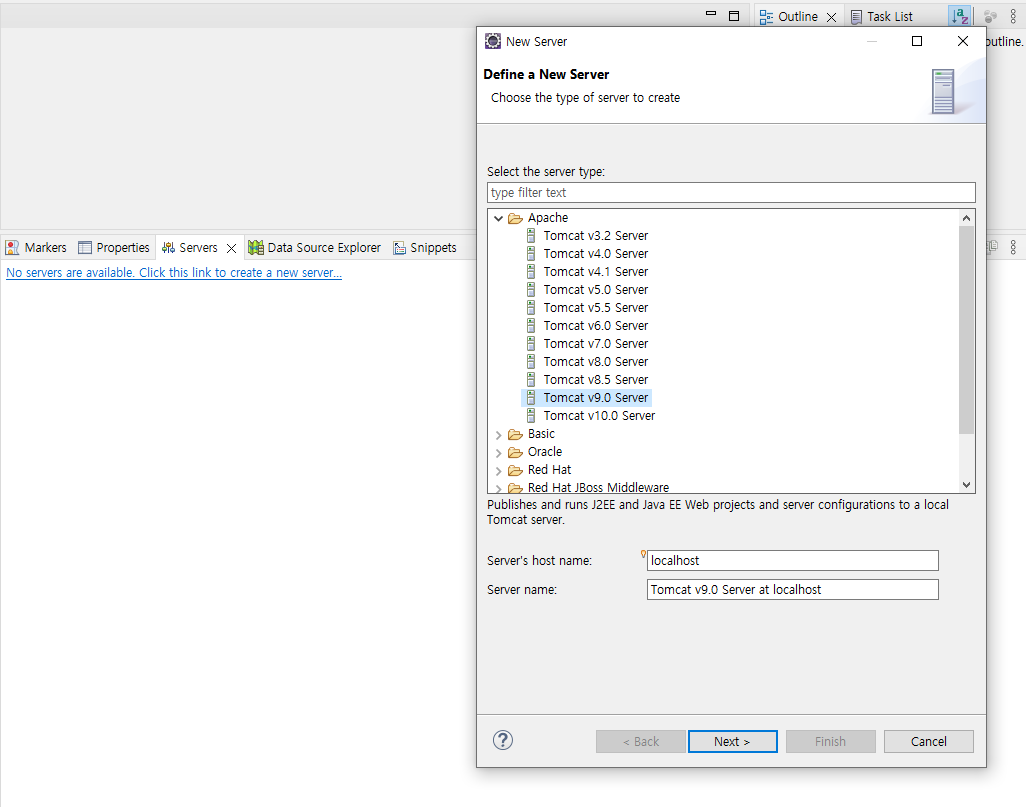 Outline
Task List
New Server
outline.
Define a New Server
Choose the type of server to create
Select the server type:
type filter text
Apache
Tomcat v3.2 Server
Tomcat v4.0 Server
Tomcat v4.1 Server
Tomcat v5.0 Server
Tomcat v5.5 Server
Tomcat v6.0 Server
Tomcat v7.0 Server
Tomcat v8.0 Server
Tomcat v8.5 Server
Tomcat v9.0 Server
Tomcat v10.0 Server
Basic
Oracle
Red Hat
Red Hat JBoss Middleware
Publishes and runs J2EE and Java EE Web projects and server configurations to a local
Tomcat server.
Server's host name:
localhost
Server name:
Tomcat v9.0 Server at localhost
< Back
Next >
Finish
Cancel
Markers
Properties
Servers
Data Source Explorer
Snippets
No servers are available. Click this link to create a new server...